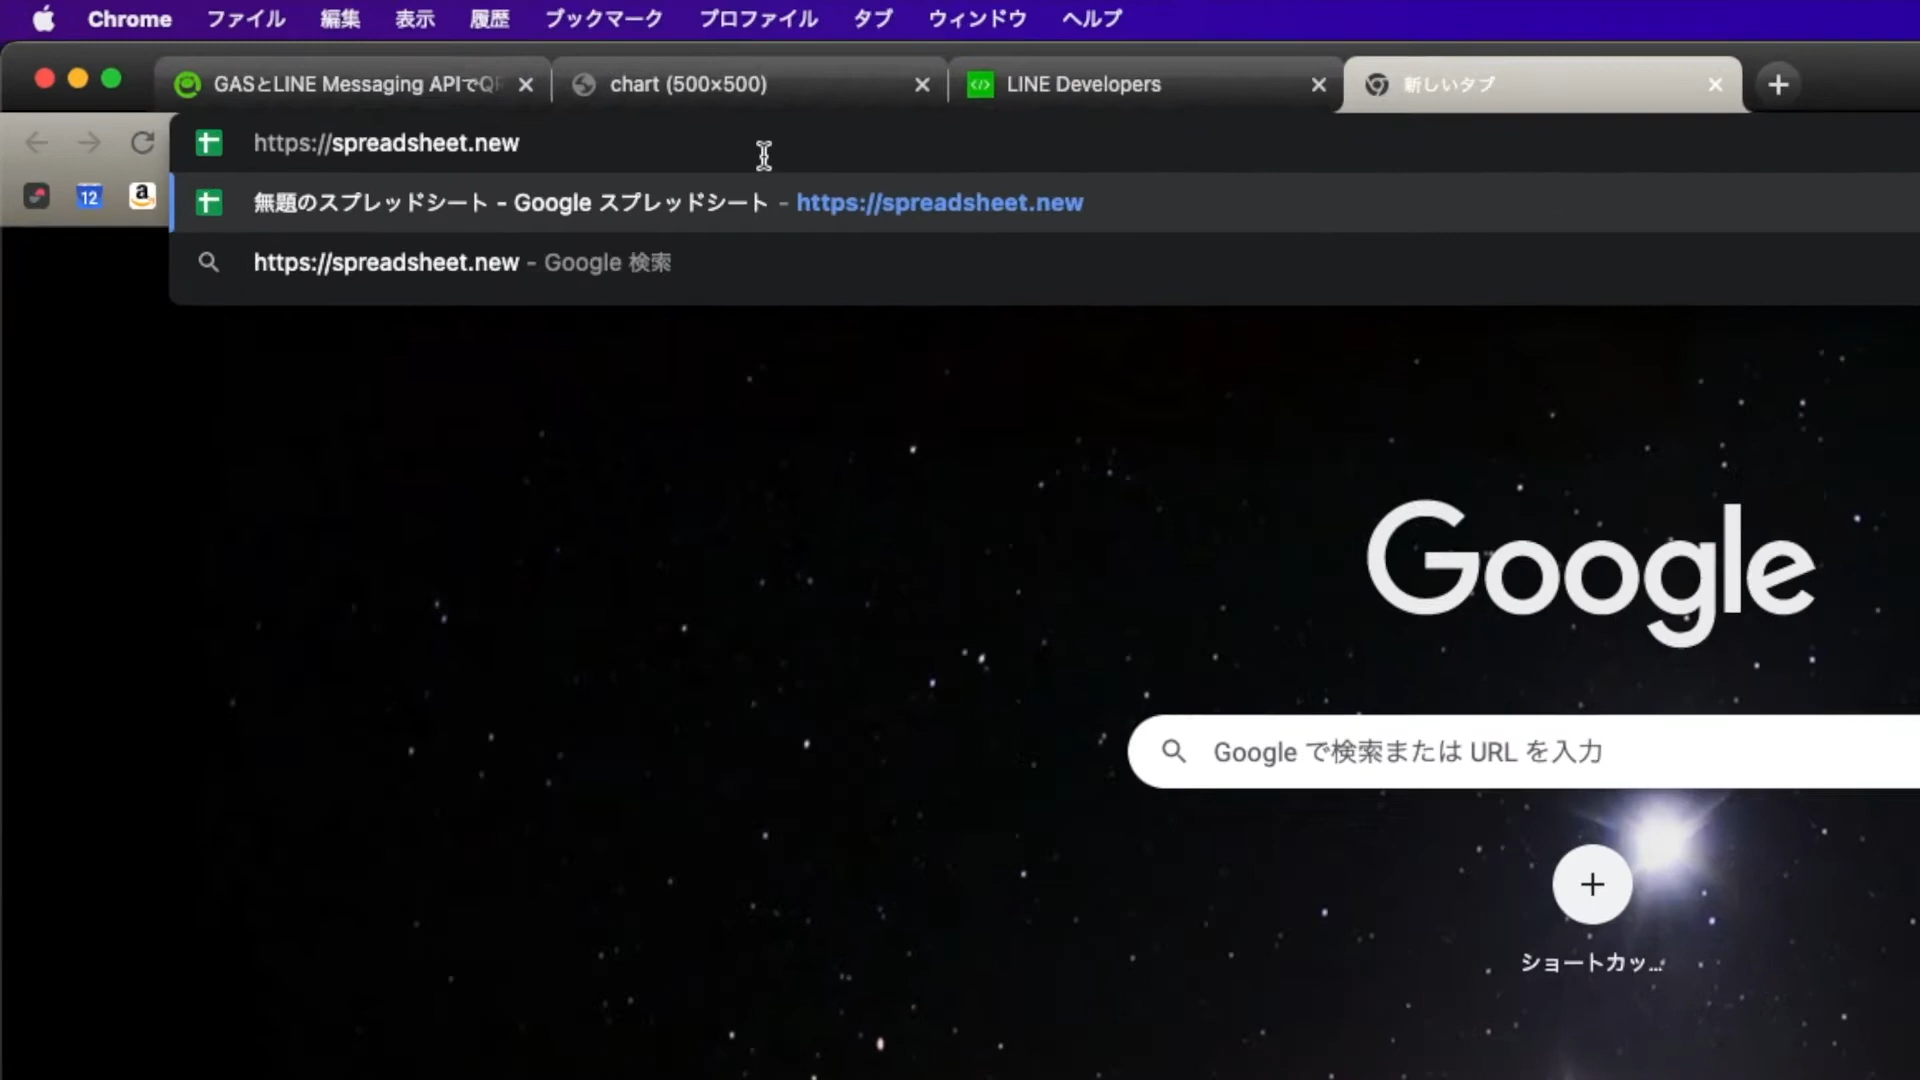 Chrome ファイル 編集 表示 履歴 ブックマーク プロファイル タブ ウィンドウ ヘルプ
GASとLINE Messaging APIでQ chart (500×500) LINE Developers 新しいタブ
https://spreadsheet.new
12 a
無題のスプレッドシート - Google スプレッドシート - https://spreadsheet.new
https://spreadsheet.new - Google 検索
Google
Google で検索または URL を入力
ショートカッ...